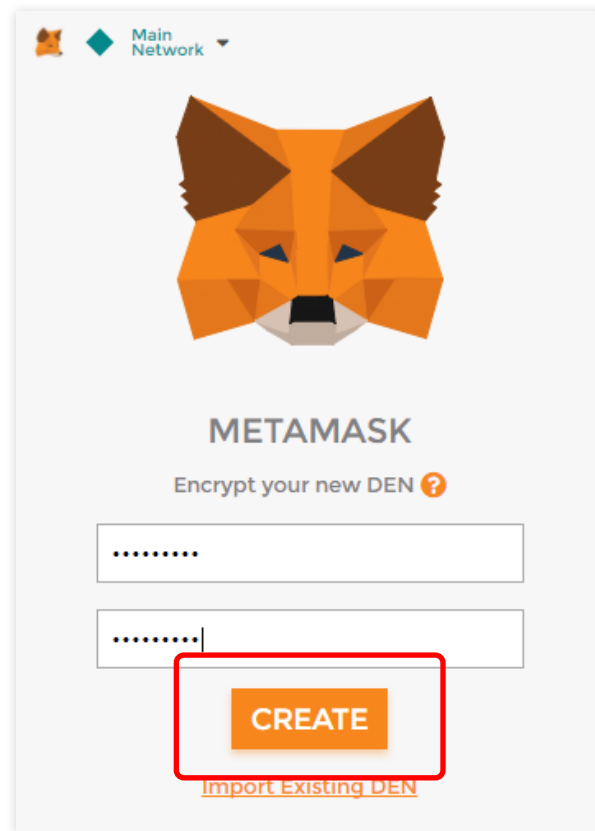 Main
Network
METAMASK
Encrypt your new DEN ?
•••••••••
•••••••••
CREATE
Import Existing DEN